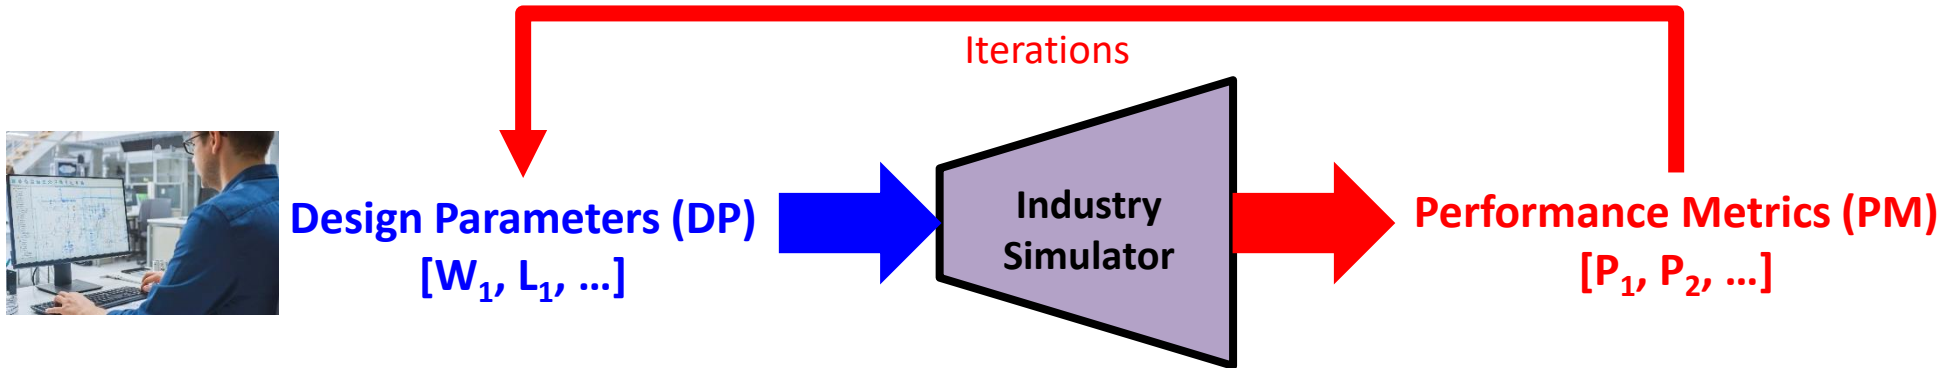 Iterations
Design Parameters (DP)
[W₁, L₁, ...]
Industry
Simulator
Performance Metrics (PM)
[P₁, P₂, ...]